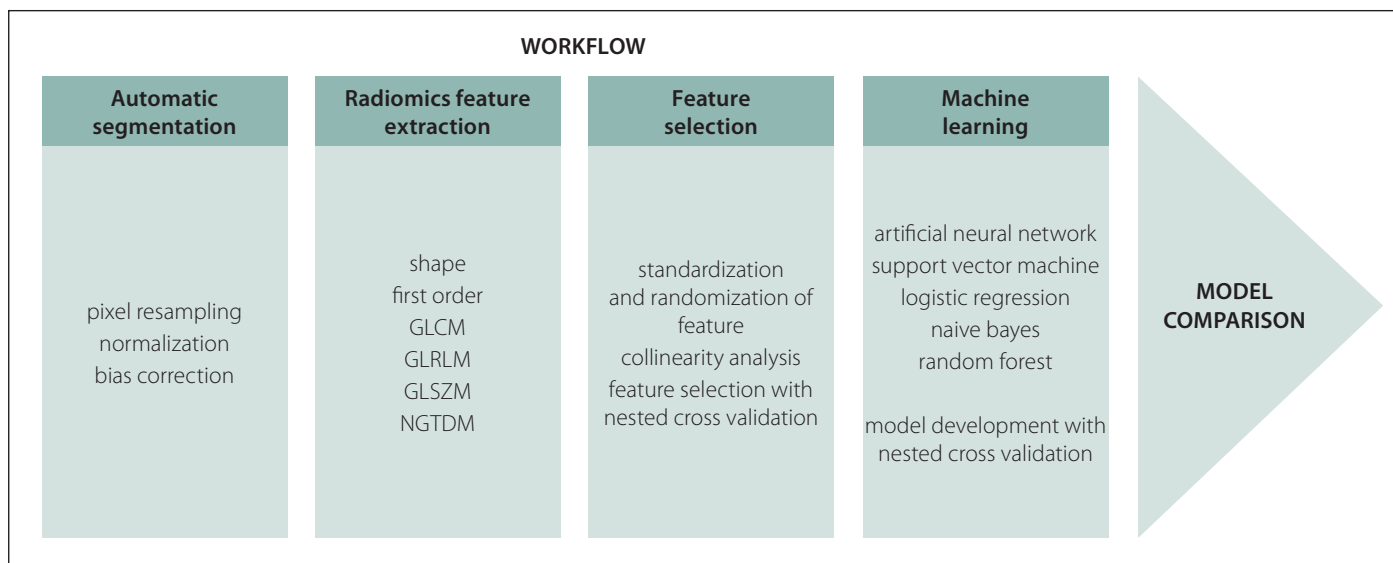 WORKFLOW
Automatic
segmentation
pixel resampling
normalization
bias correction
Radiomics feature
extraction
shape
first order
GLCM
GLRLM
GLSZM
NGTDM
Feature
selection
standardization
and randomization of
feature
collinearity analysis
feature selection with
nested cross validation
Machine
learning
artificial neural network
support vector machine
logistic regression
naive bayes
random forest
model development with
nested cross validation
MODEL
COMPARISON